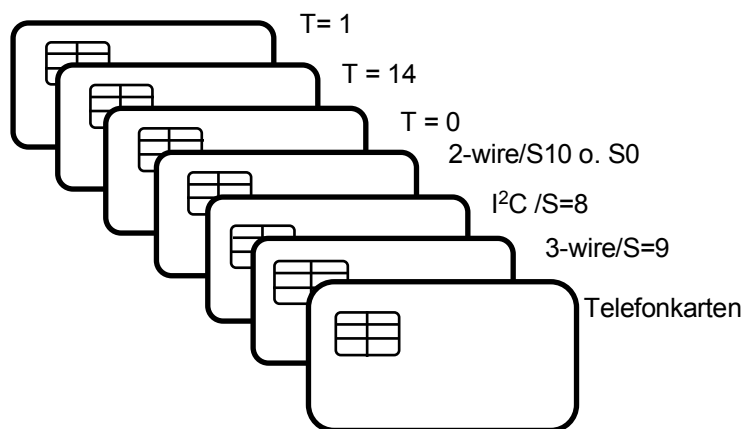 T= 1
T = 14
T = 0
2-wire/S10 o. S0
I²C /S=8
3-wire/S=9
Telefonkarten